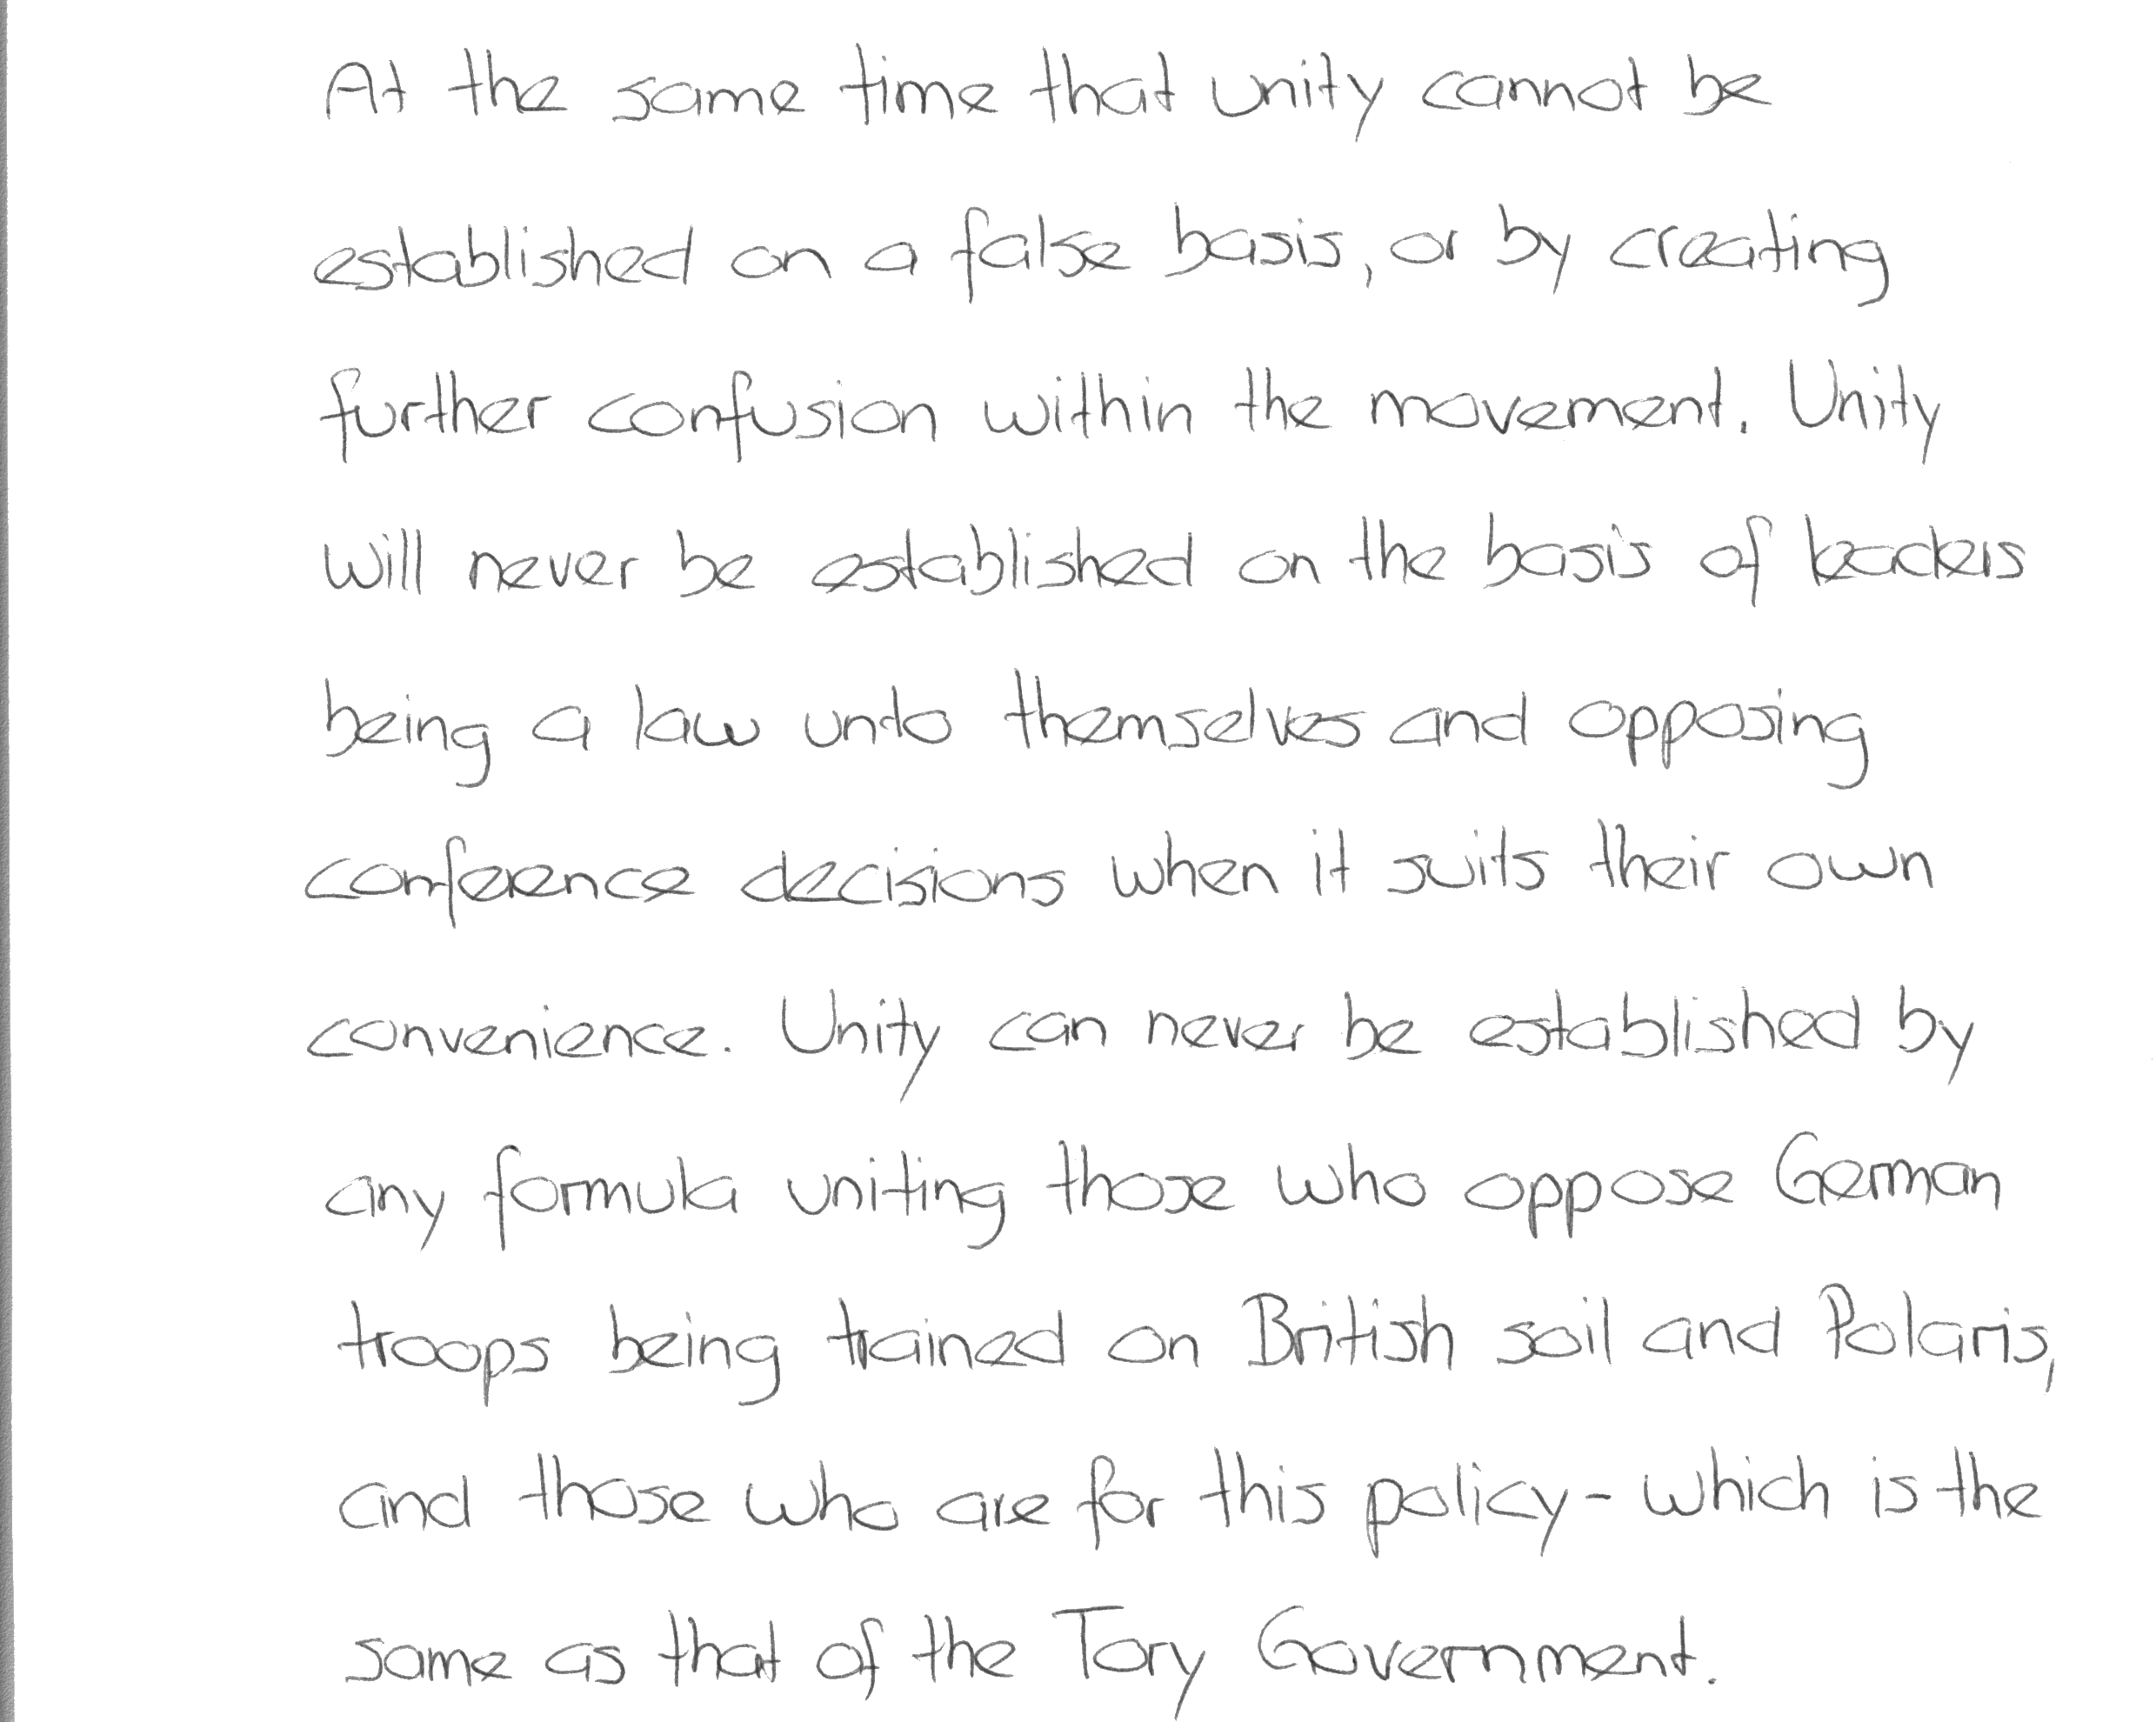 At the same time that unity cannot be
established on a false basis, or by creating
further confusion within the movement. Unity
will never be established on the basis of leaders
being a law unto themselves and opposing
conference decisions when it suits their own
convenience. Unity can never be established by
any formula uniting those who oppose German
troops being trained on British soil and Polaris,
and those who are for this policy - which is the
same as that of the Tory Government.